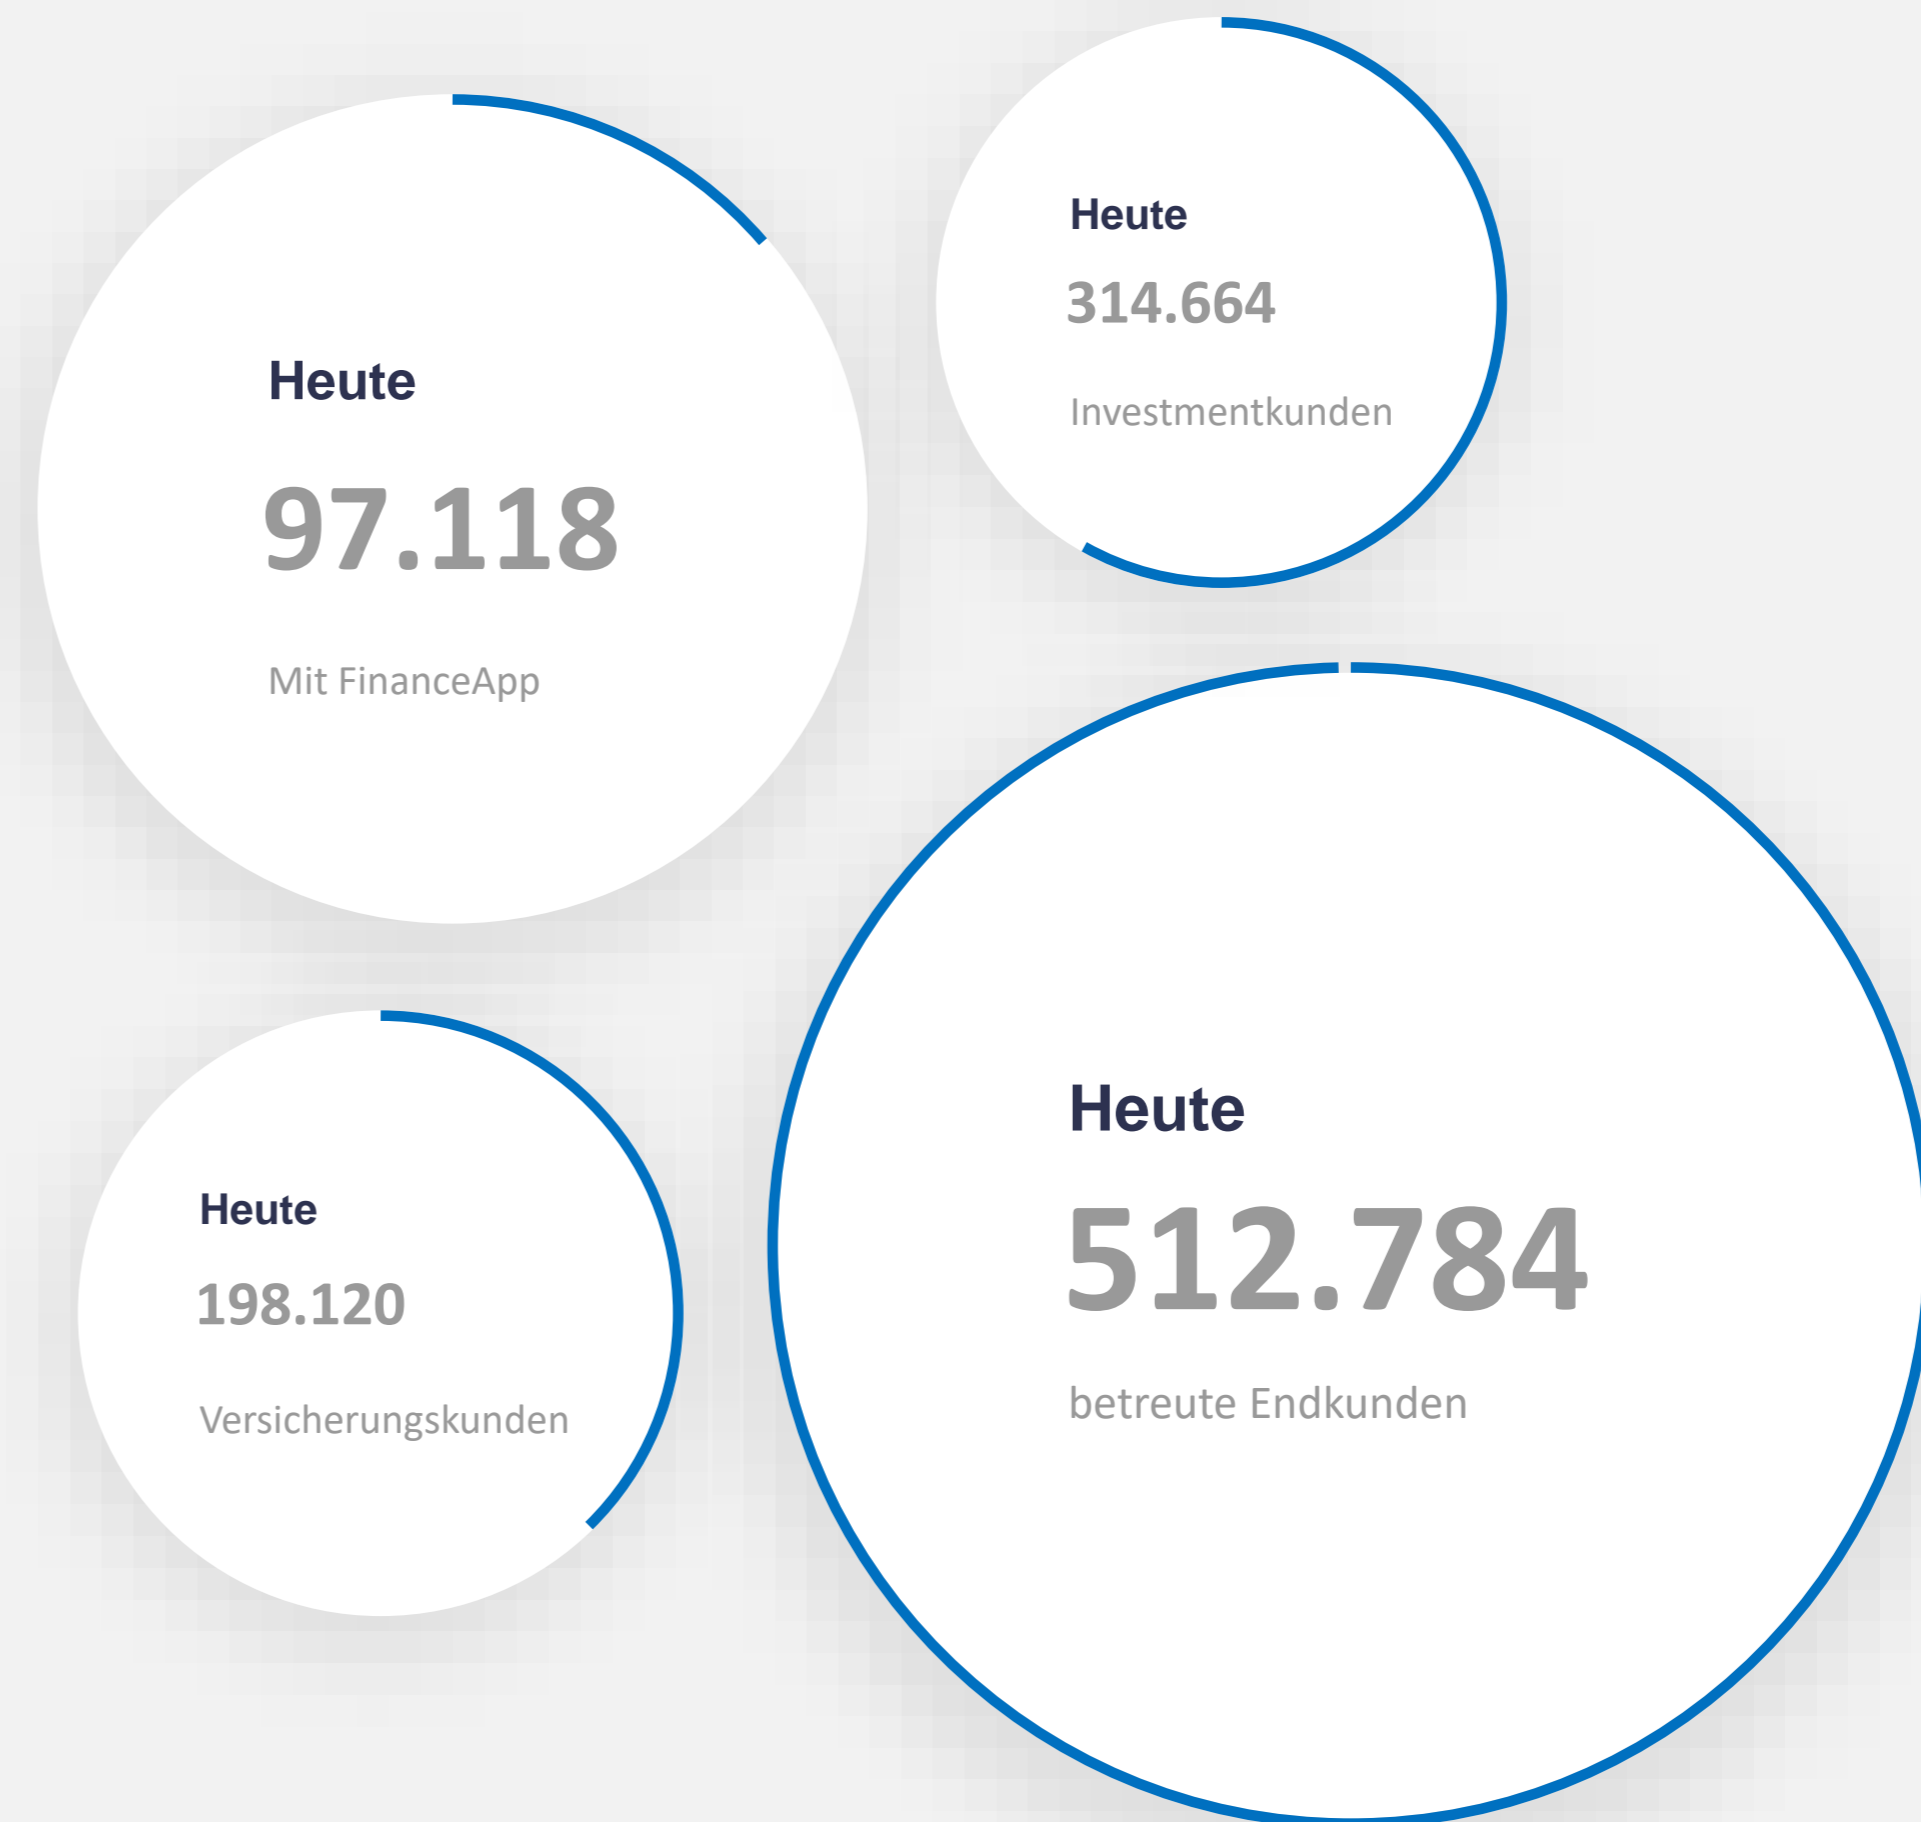 Heute
97.118
Mit FinanceApp
Heute
314.664
Investmentkunden
Heute
198.120
Versicherungskunden
Heute
512.784
betreute Endkunden